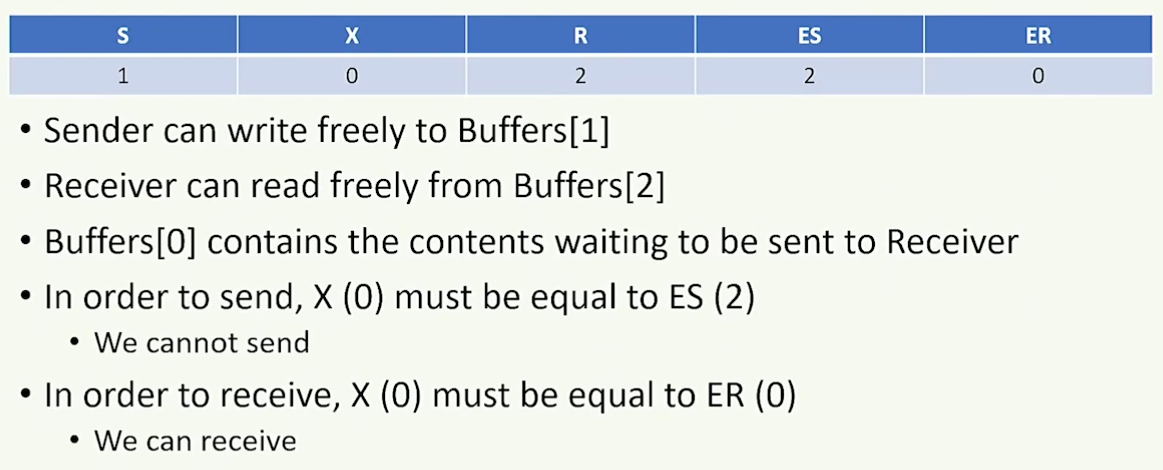 S X R ES ER
1 0 2 2 0
• Sender can write freely to Buffers[1]
• Receiver can read freely from Buffers[2]
• Buffers[0] contains the contents waiting to be sent to Receiver
• In order to send, X (0) must be equal to ES (2)
• We cannot send
• In order to receive, X (0) must be equal to ER (0)
• We can receive